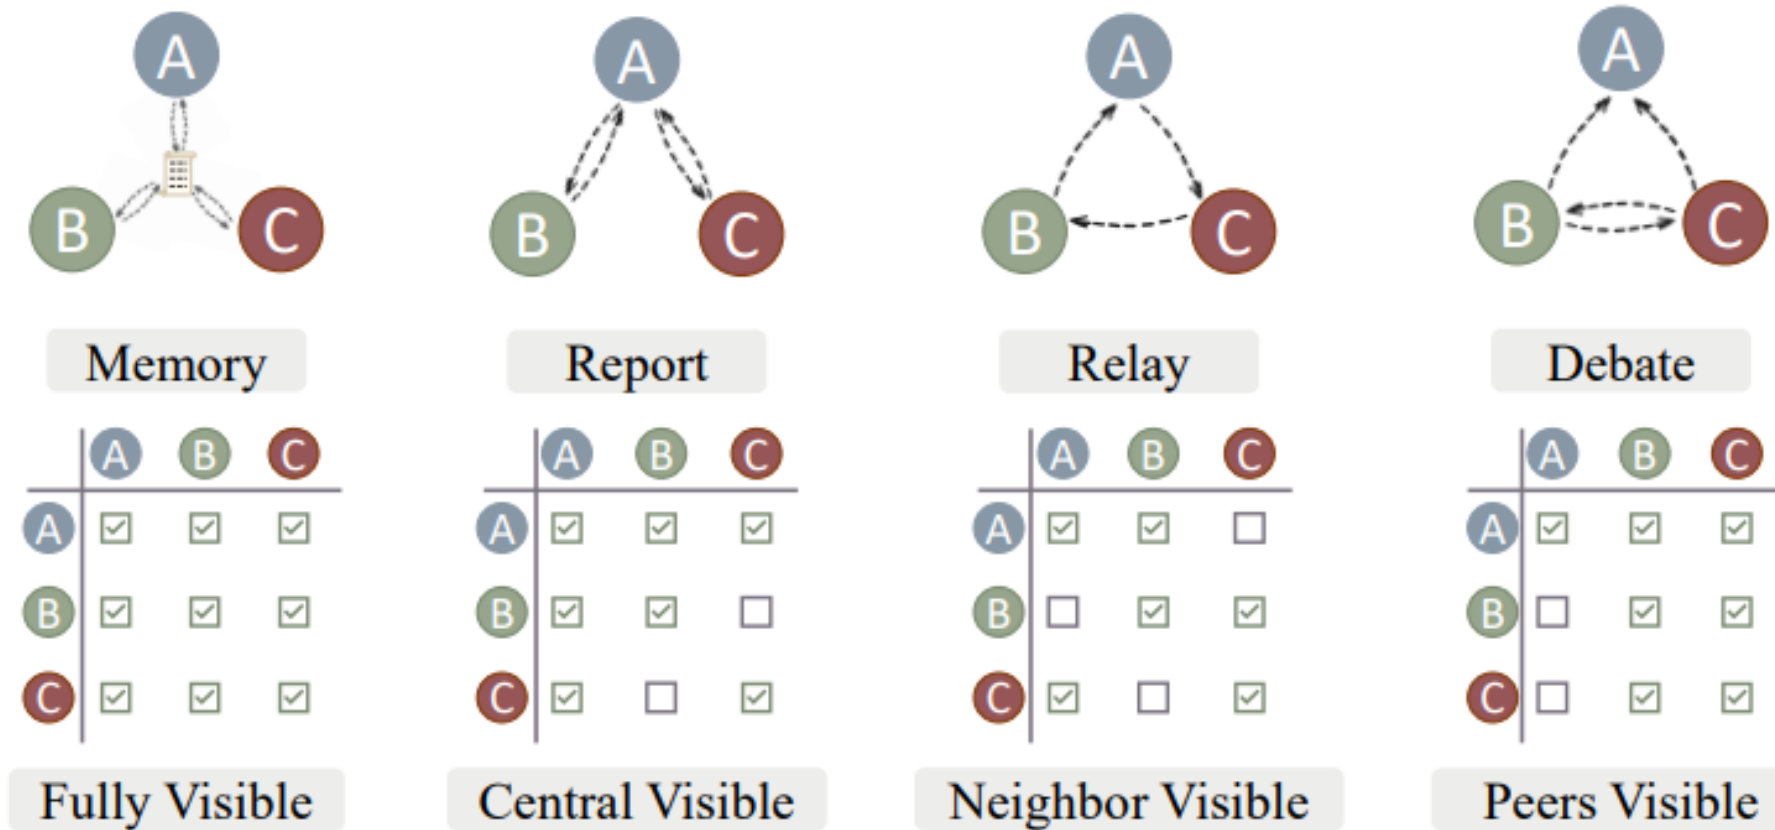 A
B C
A
B C
A
B C
A
B C
Memory
Report
Relay
Debate
A B C
A
B
C
A B C
A
B
C
A B C
A
B
C
A B C
A
B
C
Fully Visible
Central Visible
Neighbor Visible
Peers Visible